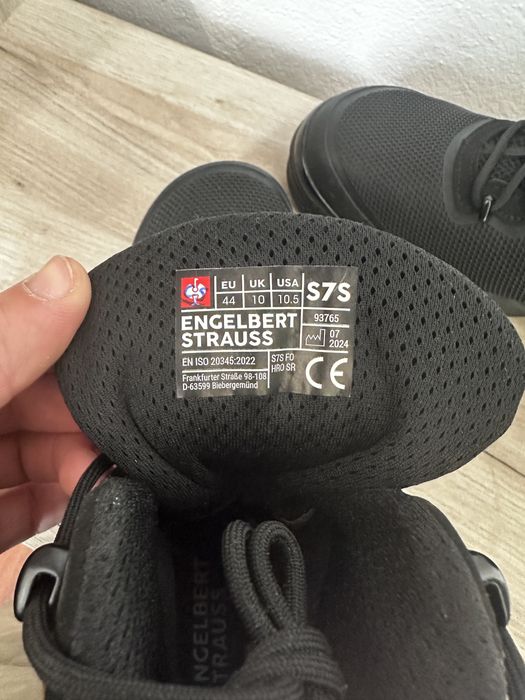 EU UK USA S7S
44 10 10.5
ENGELBERT
STRAUSS
93765
07
2024
EN ISO 20345:2022
S7S FO
HRO SR
CE
Frankfurter Straße 98-108
D-63599 Biebergemünd
ENGELBERT
STRAUSS